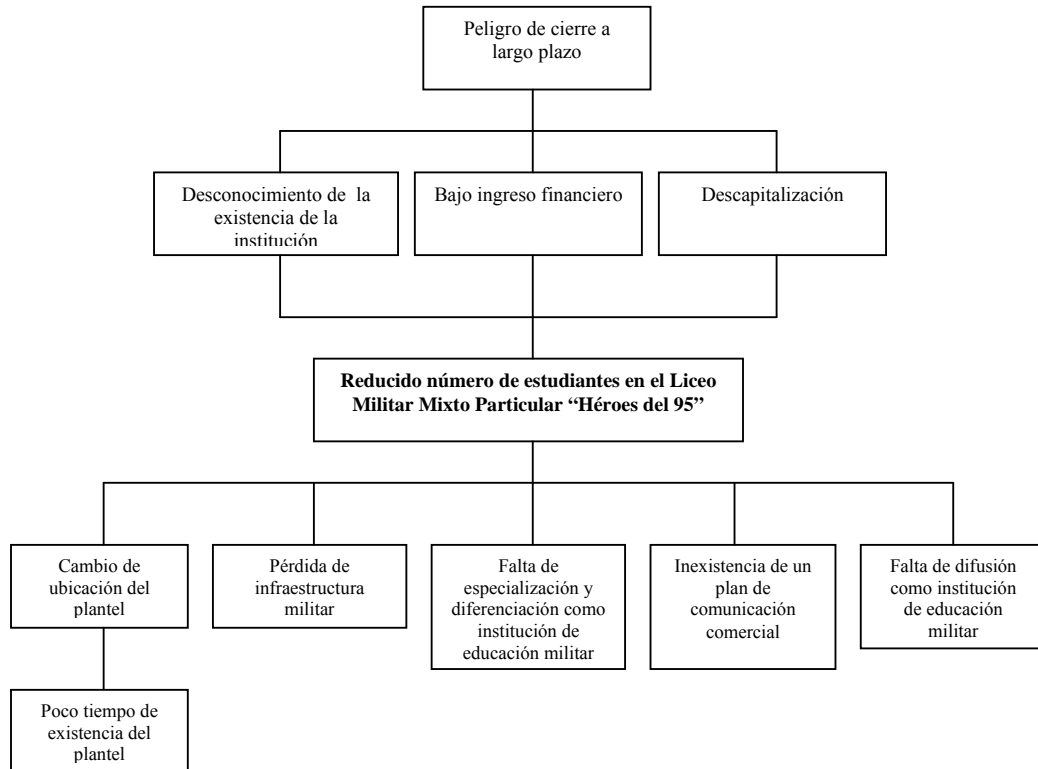 Peligro de cierre a
largo plazo
Desconocimiento de la
existencia de la
institución
Bajo ingreso financiero
Descapitalización
Reducido número de estudiantes en el Liceo
Militar Mixto Particular “Héroes del 95”
Cambio de
ubicación del
plantel
Pérdida de
infraestructura
militar
Falta de
especialización y
diferenciación como
institución de
educación militar
Inexistencia de un
plan de
comunicación
comercial
Falta de difusión
como institución
de educación
militar
Poco tiempo de
existencia del
plantel